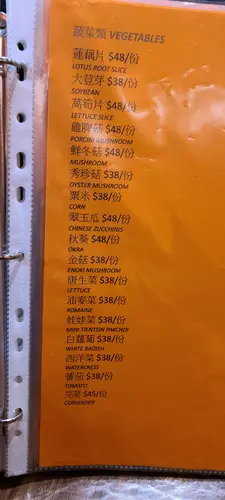 蔬菜類 VEGETABLES
蓮藕片 $48/份
LOTUS ROOT SLICE
大荳芽 $38/份
SOYBEAN
萵筍片 $48/份
LETTUCE SLICE
雞脾菇 $48/份
PORCINI MUSHROOM
鮮冬菇 $48/份
MUSHROOM
秀珍菇 $38/份
OYSTER MUSHROOM
粟米 $38/份
CORN
翠玉瓜 $48/份
CHINESE ZUCCHINIS
秋葵 $48/份
OKRA
金菇 $38/份
ENOKI MUSHROOM
唐生菜 $38/份
LETTUCE
油麥菜 $38/份
ROMAINE
娃娃菜 $38/份
MINI TIENTSIN PAKCHOI
白蘿蔔 $38/份
WHITE RADISH
西洋菜 $38/份
WATERCRESS
蕃茄 $38/份
TOMATO
芫荽 $45/份
CORIANDER